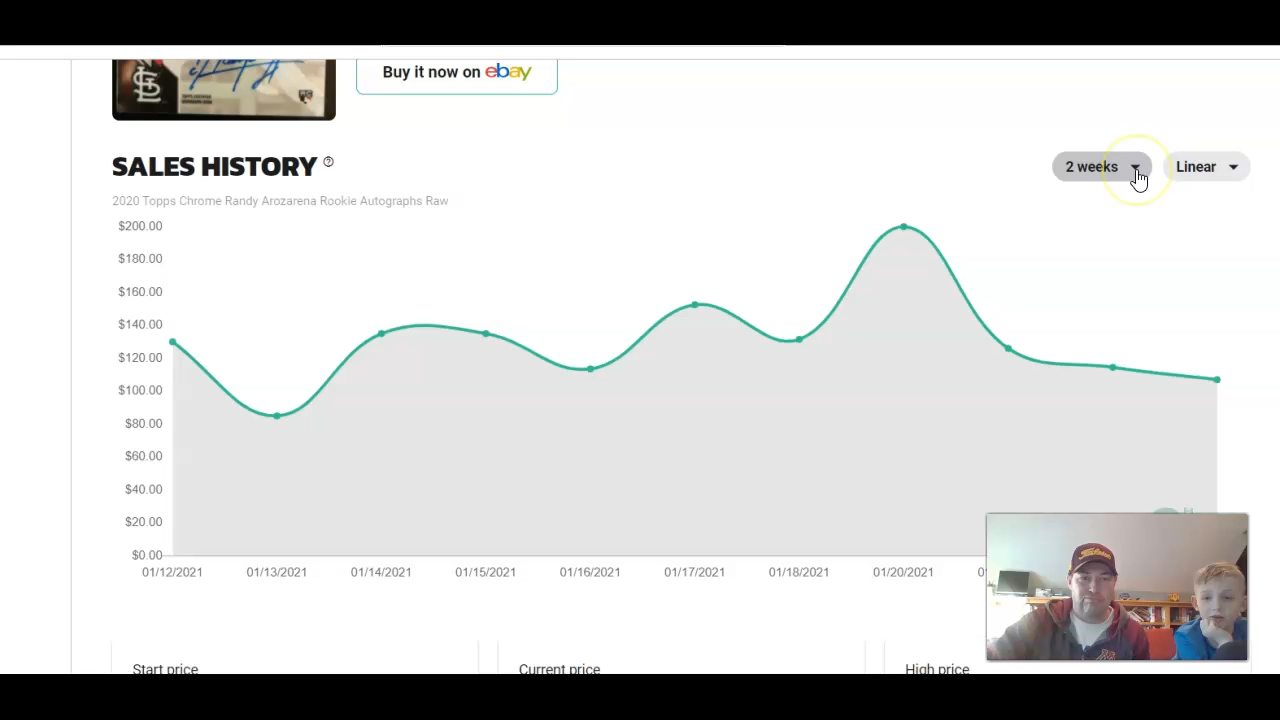 Buy it now on ebay
SALES HISTORY
2 weeks
Linear
2020 Topps Chrome Randy Arozarena Rookie Autographs Raw
$200.00
$180.00
$160.00
$140.00
$120.00
$100.00
$80.00
$60.00
$40.00
$20.00
$0.00
01/12/2021
01/13/2021
01/14/2021
01/15/2021
01/16/2021
01/17/2021
01/18/2021
01/20/2021
Start price
Current price
High price